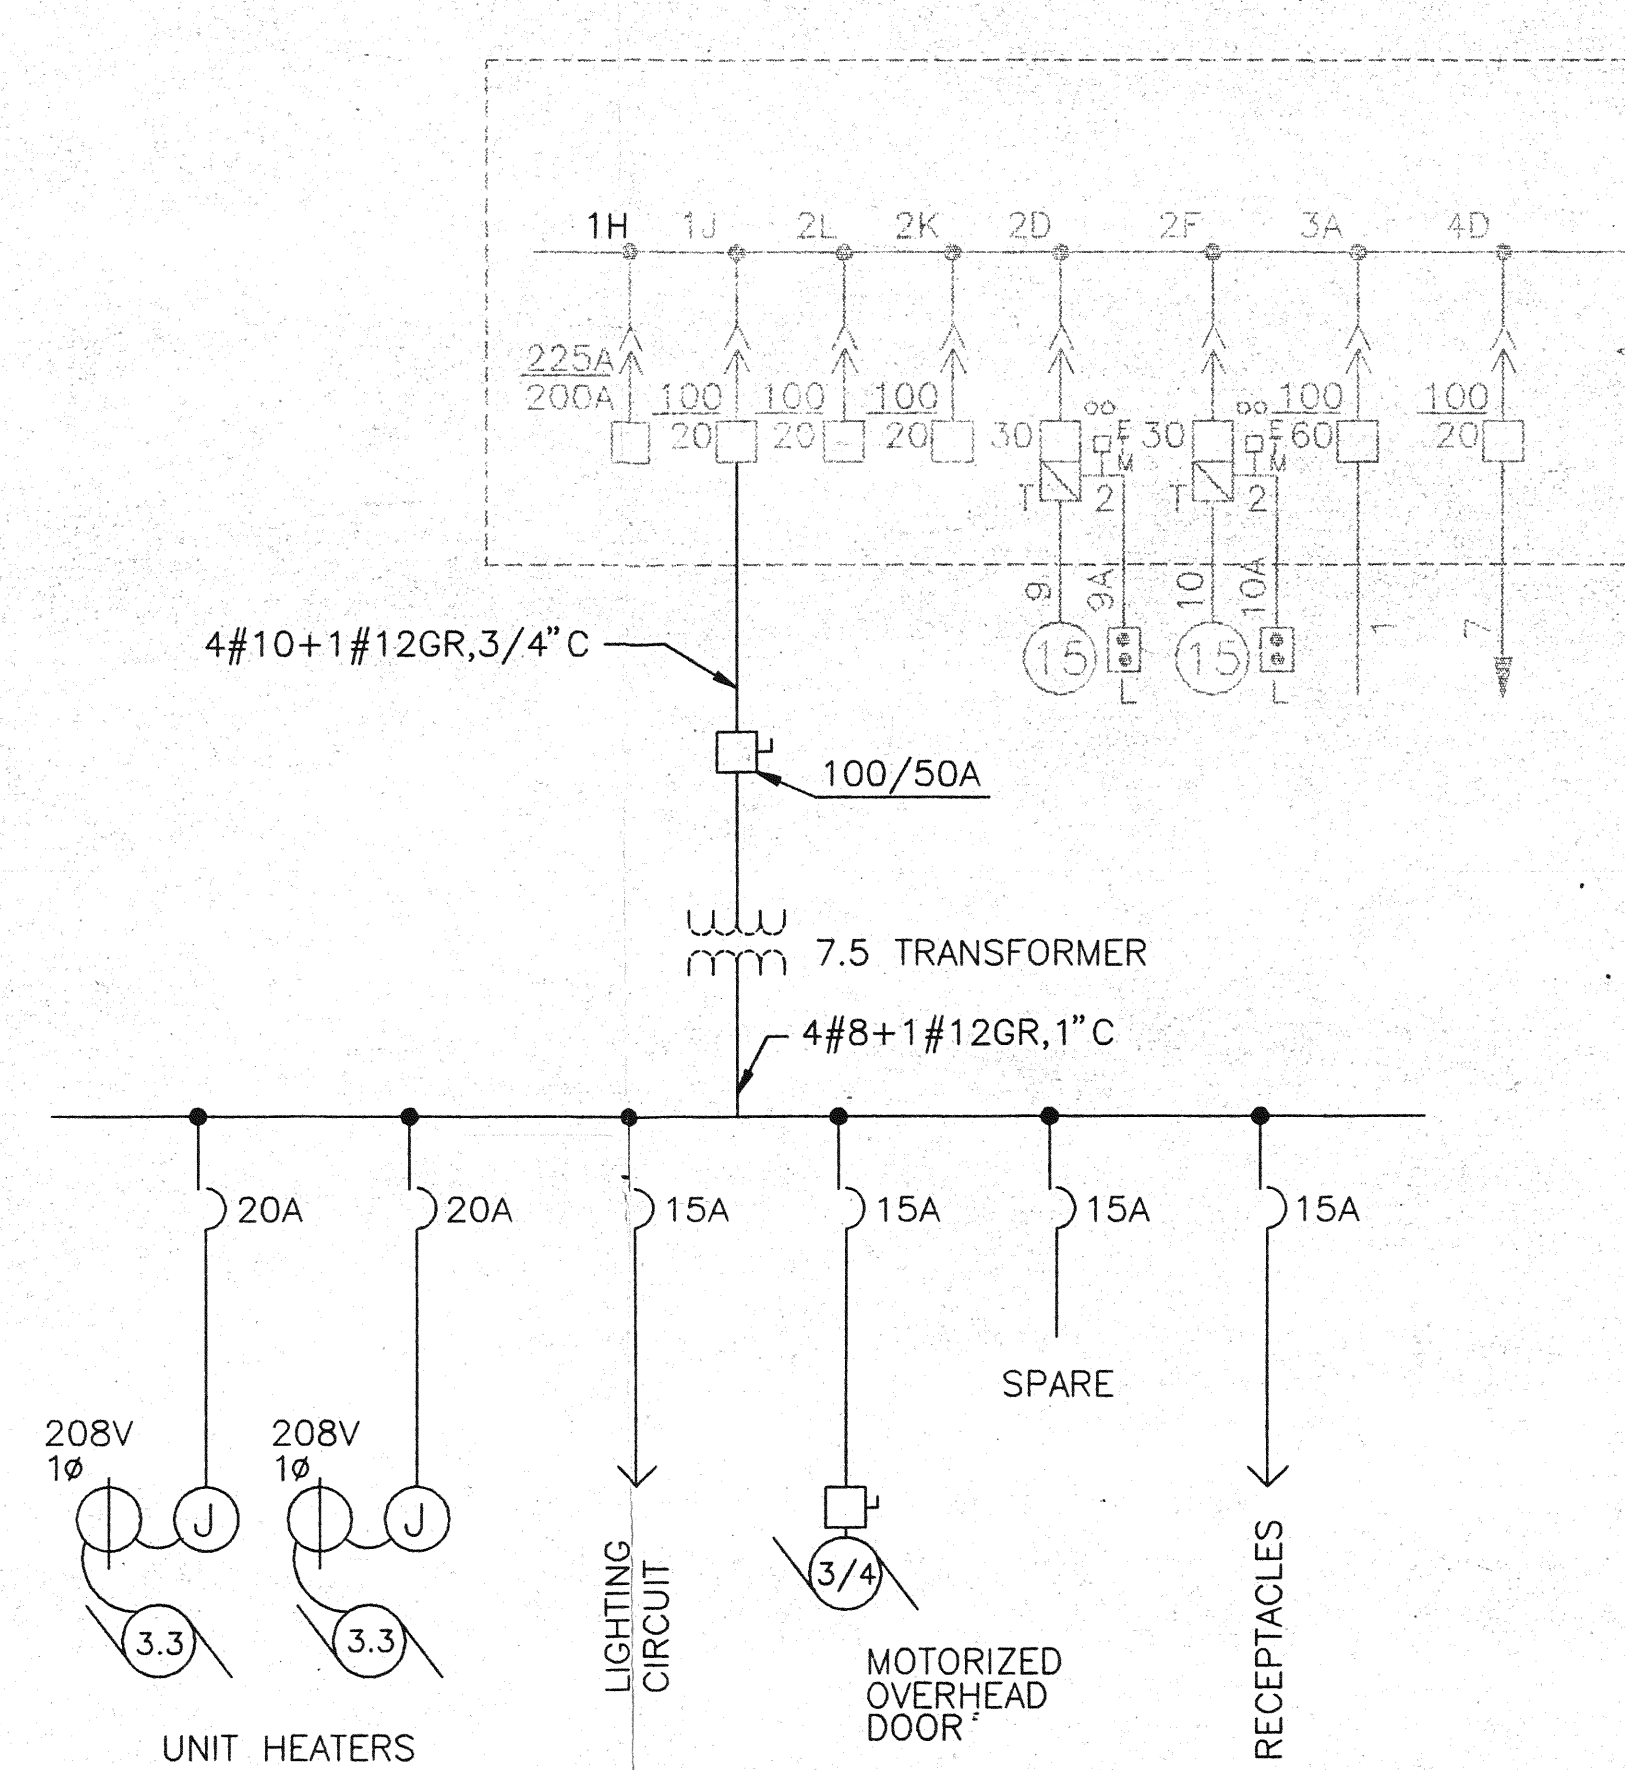 1H 1J 2L 2K 2D 2F 3A 4D
225A
200A
100
20
100
20
100
20
30
T
E
M
2
30
T
E
M
2
100
60
100
20
9
9A
10
10A
1
7
15
L
15
L
4#10+1#12GR,3/4"C
100/50A
7.5 TRANSFORMER
4#8+1#12GR,1"C
20A 20A 15A 15A 15A 15A
SPARE
208V
1ø
208V
1ø
J
J
3.3
3.3
UNIT HEATERS
LIGHTING
CIRCUIT
3/4
MOTORIZED
OVERHEAD
DOOR
RECEPTACLES